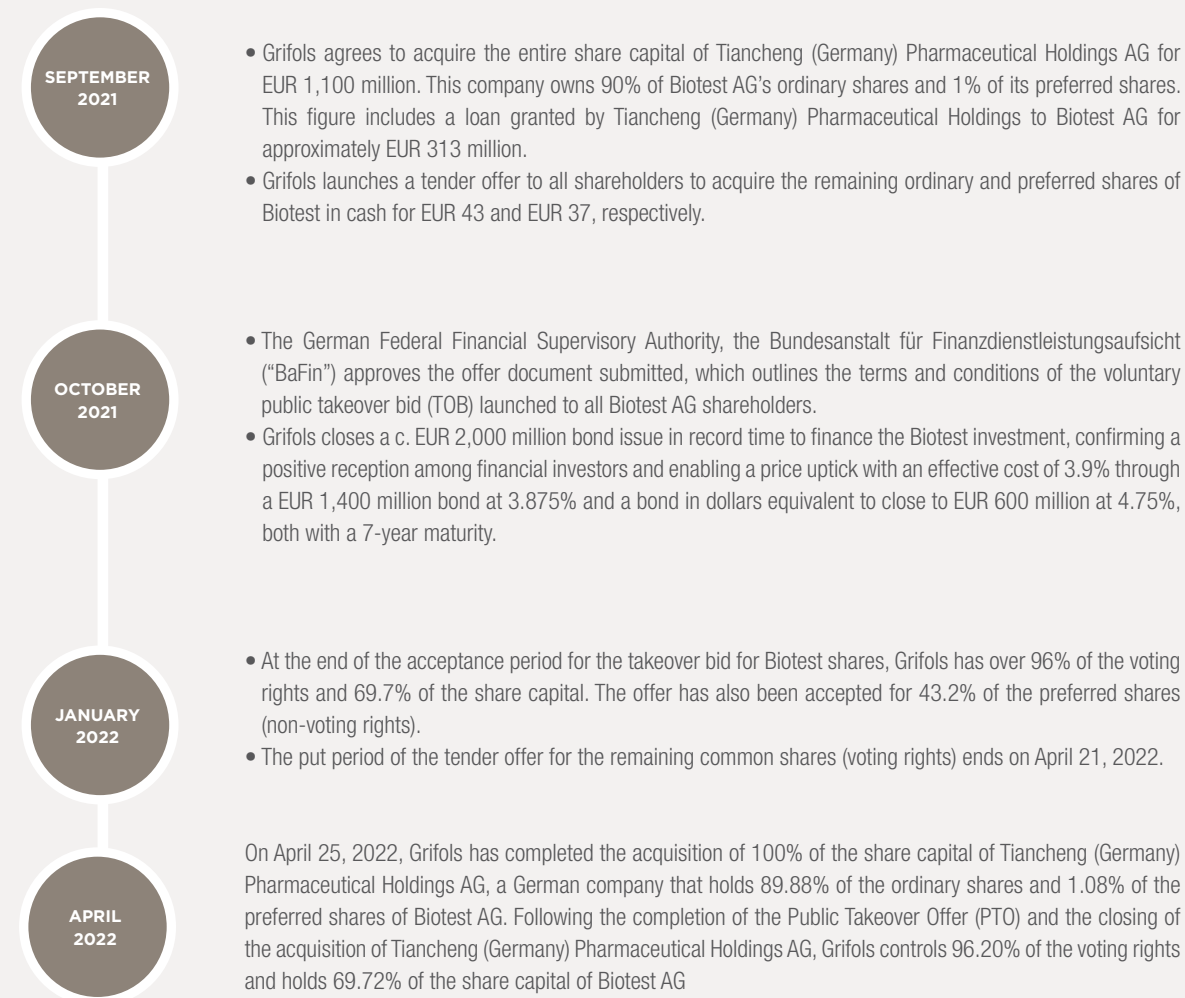 SEPTEMBER
2021
• Grifols agrees to acquire the entire share capital of Tiancheng (Germany) Pharmaceutical Holdings AG for
EUR 1,100 million. This company owns 90% of Biotest AG's ordinary shares and 1% of its preferred shares.
This figure includes a loan granted by Tiancheng (Germany) Pharmaceutical Holdings to Biotest AG for
approximately EUR 313 million.
• Grifols launches a tender offer to all shareholders to acquire the remaining ordinary and preferred shares of
Biotest in cash for EUR 43 and EUR 37, respectively.
OCTOBER
2021
• The German Federal Financial Supervisory Authority, the Bundesanstalt für Finanzdienstleistungsaufsicht
("BaFin") approves the offer document submitted, which outlines the terms and conditions of the voluntary
public takeover bid (TOB) launched to all Biotest AG shareholders.
• Grifols closes a c. EUR 2,000 million bond issue in record time to finance the Biotest investment, confirming a
positive reception among financial investors and enabling a price uptick with an effective cost of 3.9% through
a EUR 1,400 million bond at 3.875% and a bond in dollars equivalent to close to EUR 600 million at 4.75%,
both with a 7-year maturity.
JANUARY
2022
• At the end of the acceptance period for the takeover bid for Biotest shares, Grifols has over 96% of the voting
rights and 69.7% of the share capital. The offer has also been accepted for 43.2% of the preferred shares
(non-voting rights).
• The put period of the tender offer for the remaining common shares (voting rights) ends on April 21, 2022.
APRIL
2022
On April 25, 2022, Grifols has completed the acquisition of 100% of the share capital of Tiancheng (Germany)
Pharmaceutical Holdings AG, a German company that holds 89.88% of the ordinary shares and 1.08% of the
preferred shares of Biotest AG. Following the completion of the Public Takeover Offer (PTO) and the closing of
the acquisition of Tiancheng (Germany) Pharmaceutical Holdings AG, Grifols controls 96.20% of the voting rights
and holds 69.72% of the share capital of Biotest AG